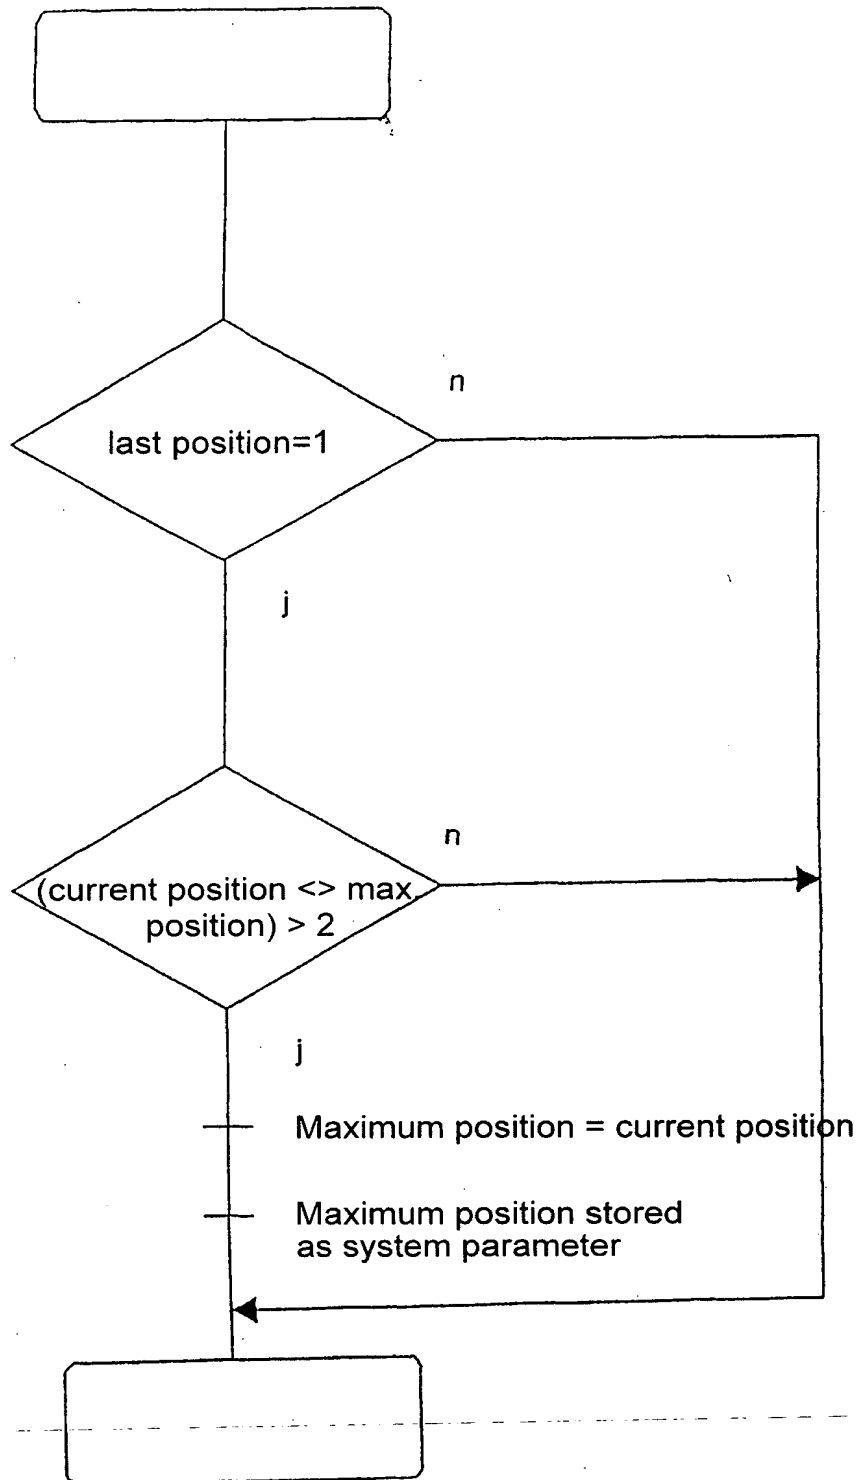 n
last position=1
j
n
(current position <> max
position) > 2
j
Maximum position = current position
Maximum position stored
as system parameter